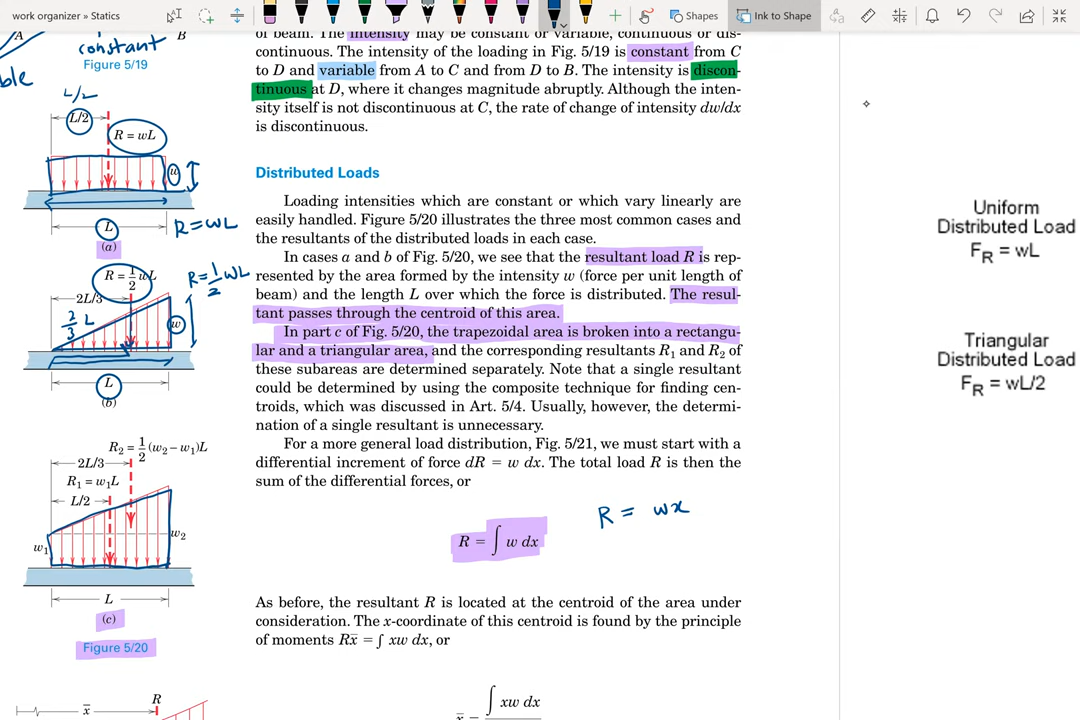 work organizer » Statics
Shapes
Ink to Shape
A
constant
B
Figure 5/19
ble
L/2
L/2
R = wL
w
L
R = wL
(a)
R = 1/2 wL
R = 1/2 wL
2L/3
2/3 L
w
L
(b)
R₂ = 1/2 (w₂ − w₁)L
2L/3
R₁ = w₁L
L/2
w₁
w₂
L
(c)
Figure 5/20
R
x̄
of beam. The intensity may be constant or variable, continuous or dis-
continuous. The intensity of the loading in Fig. 5/19 is constant from C
to D and variable from A to C and from D to B. The intensity is discon-
tinuous at D, where it changes magnitude abruptly. Although the inten-
sity itself is not discontinuous at C, the rate of change of intensity dw/dx
is discontinuous.
Distributed Loads
Loading intensities which are constant or which vary linearly are
easily handled. Figure 5/20 illustrates the three most common cases and
the resultants of the distributed loads in each case.
In cases a and b of Fig. 5/20, we see that the resultant load R is rep-
resented by the area formed by the intensity w (force per unit length of
beam) and the length L over which the force is distributed. The resul-
tant passes through the centroid of this area.
In part c of Fig. 5/20, the trapezoidal area is broken into a rectangu-
lar and a triangular area, and the corresponding resultants R₁ and R₂ of
these subareas are determined separately. Note that a single resultant
could be determined by using the composite technique for finding cen-
troids, which was discussed in Art. 5/4. Usually, however, the determi-
nation of a single resultant is unnecessary.
For a more general load distribution, Fig. 5/21, we must start with a
differential increment of force dR = w dx. The total load R is then the
sum of the differential forces, or
R = wx
R = ∫ w dx
As before, the resultant R is located at the centroid of the area under
consideration. The x-coordinate of this centroid is found by the principle
of moments Rx̄ = ∫ xw dx, or
x̄ = ∫ xw dx
Uniform
Distributed Load
F_R = wL
Triangular
Distributed Load
F_R = wL/2